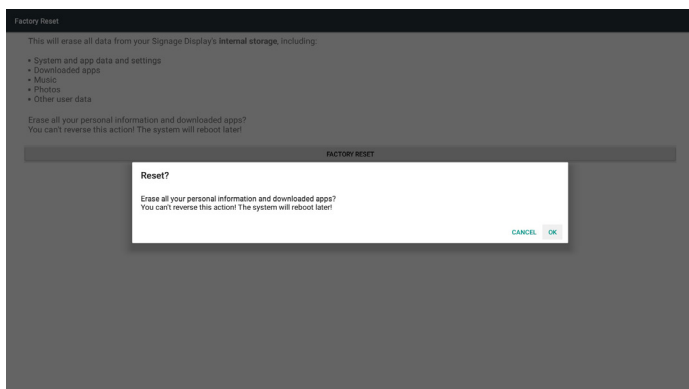 Factory Reset
This will erase all data from your Signage Display's internal storage, including:
• System and app data and settings
• Downloaded apps
• Music
• Photos
• Other user data
Erase all your personal information and downloaded apps?
You can't reverse this action! The system will reboot later!
FACTORY RESET
Reset?
Erase all your personal information and downloaded apps?
You can't reverse this action! The system will reboot later!
CANCEL OK